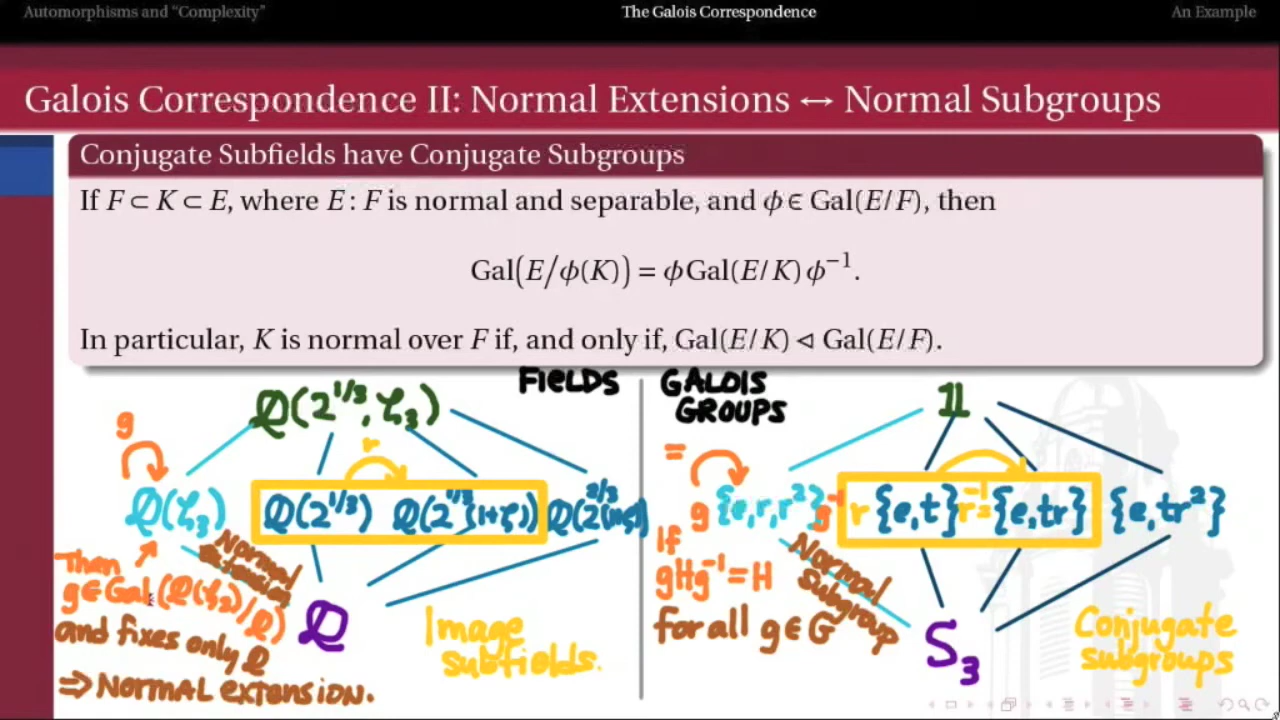 Automorphisms and “Complexity”
The Galois Correspondence
An Example
Galois Correspondence II: Normal Extensions ↔ Normal Subgroups
Conjugate Subfields have Conjugate Subgroups
If F ⊂ K ⊂ E, where E : F is normal and separable, and ϕ ∈ Gal(E/F), then
Gal(E/ϕ(K)) = ϕGal(E/K)ϕ⁻¹.
In particular, K is normal over F if, and only if, Gal(E/K) ◁ Gal(E/F).
FIELDS
Q(2^1/3, ζ₃)
g
r
Q(ζ₃)
Q(2^1/3)
Normal extension
Q
Then
g∈Gal(Q(ζ₃)/Q)
and fixes only Q
⇒ NORMAL EXTENSION.
Image
subfields.
GALOIS
GROUPS
1
=
g{e,r,r²}g⁻¹
r{e,t}r⁻¹={e,tr}
{e,tr²}
If
gHg⁻¹=H
for all g∈G
Normal
subgroup
S₃
Conjugate
subgroups